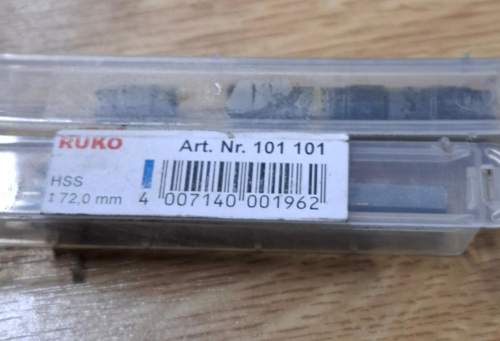 RUKO
Art. Nr. 101 101
HSS
↕ 72,0 mm
4 007140 001962